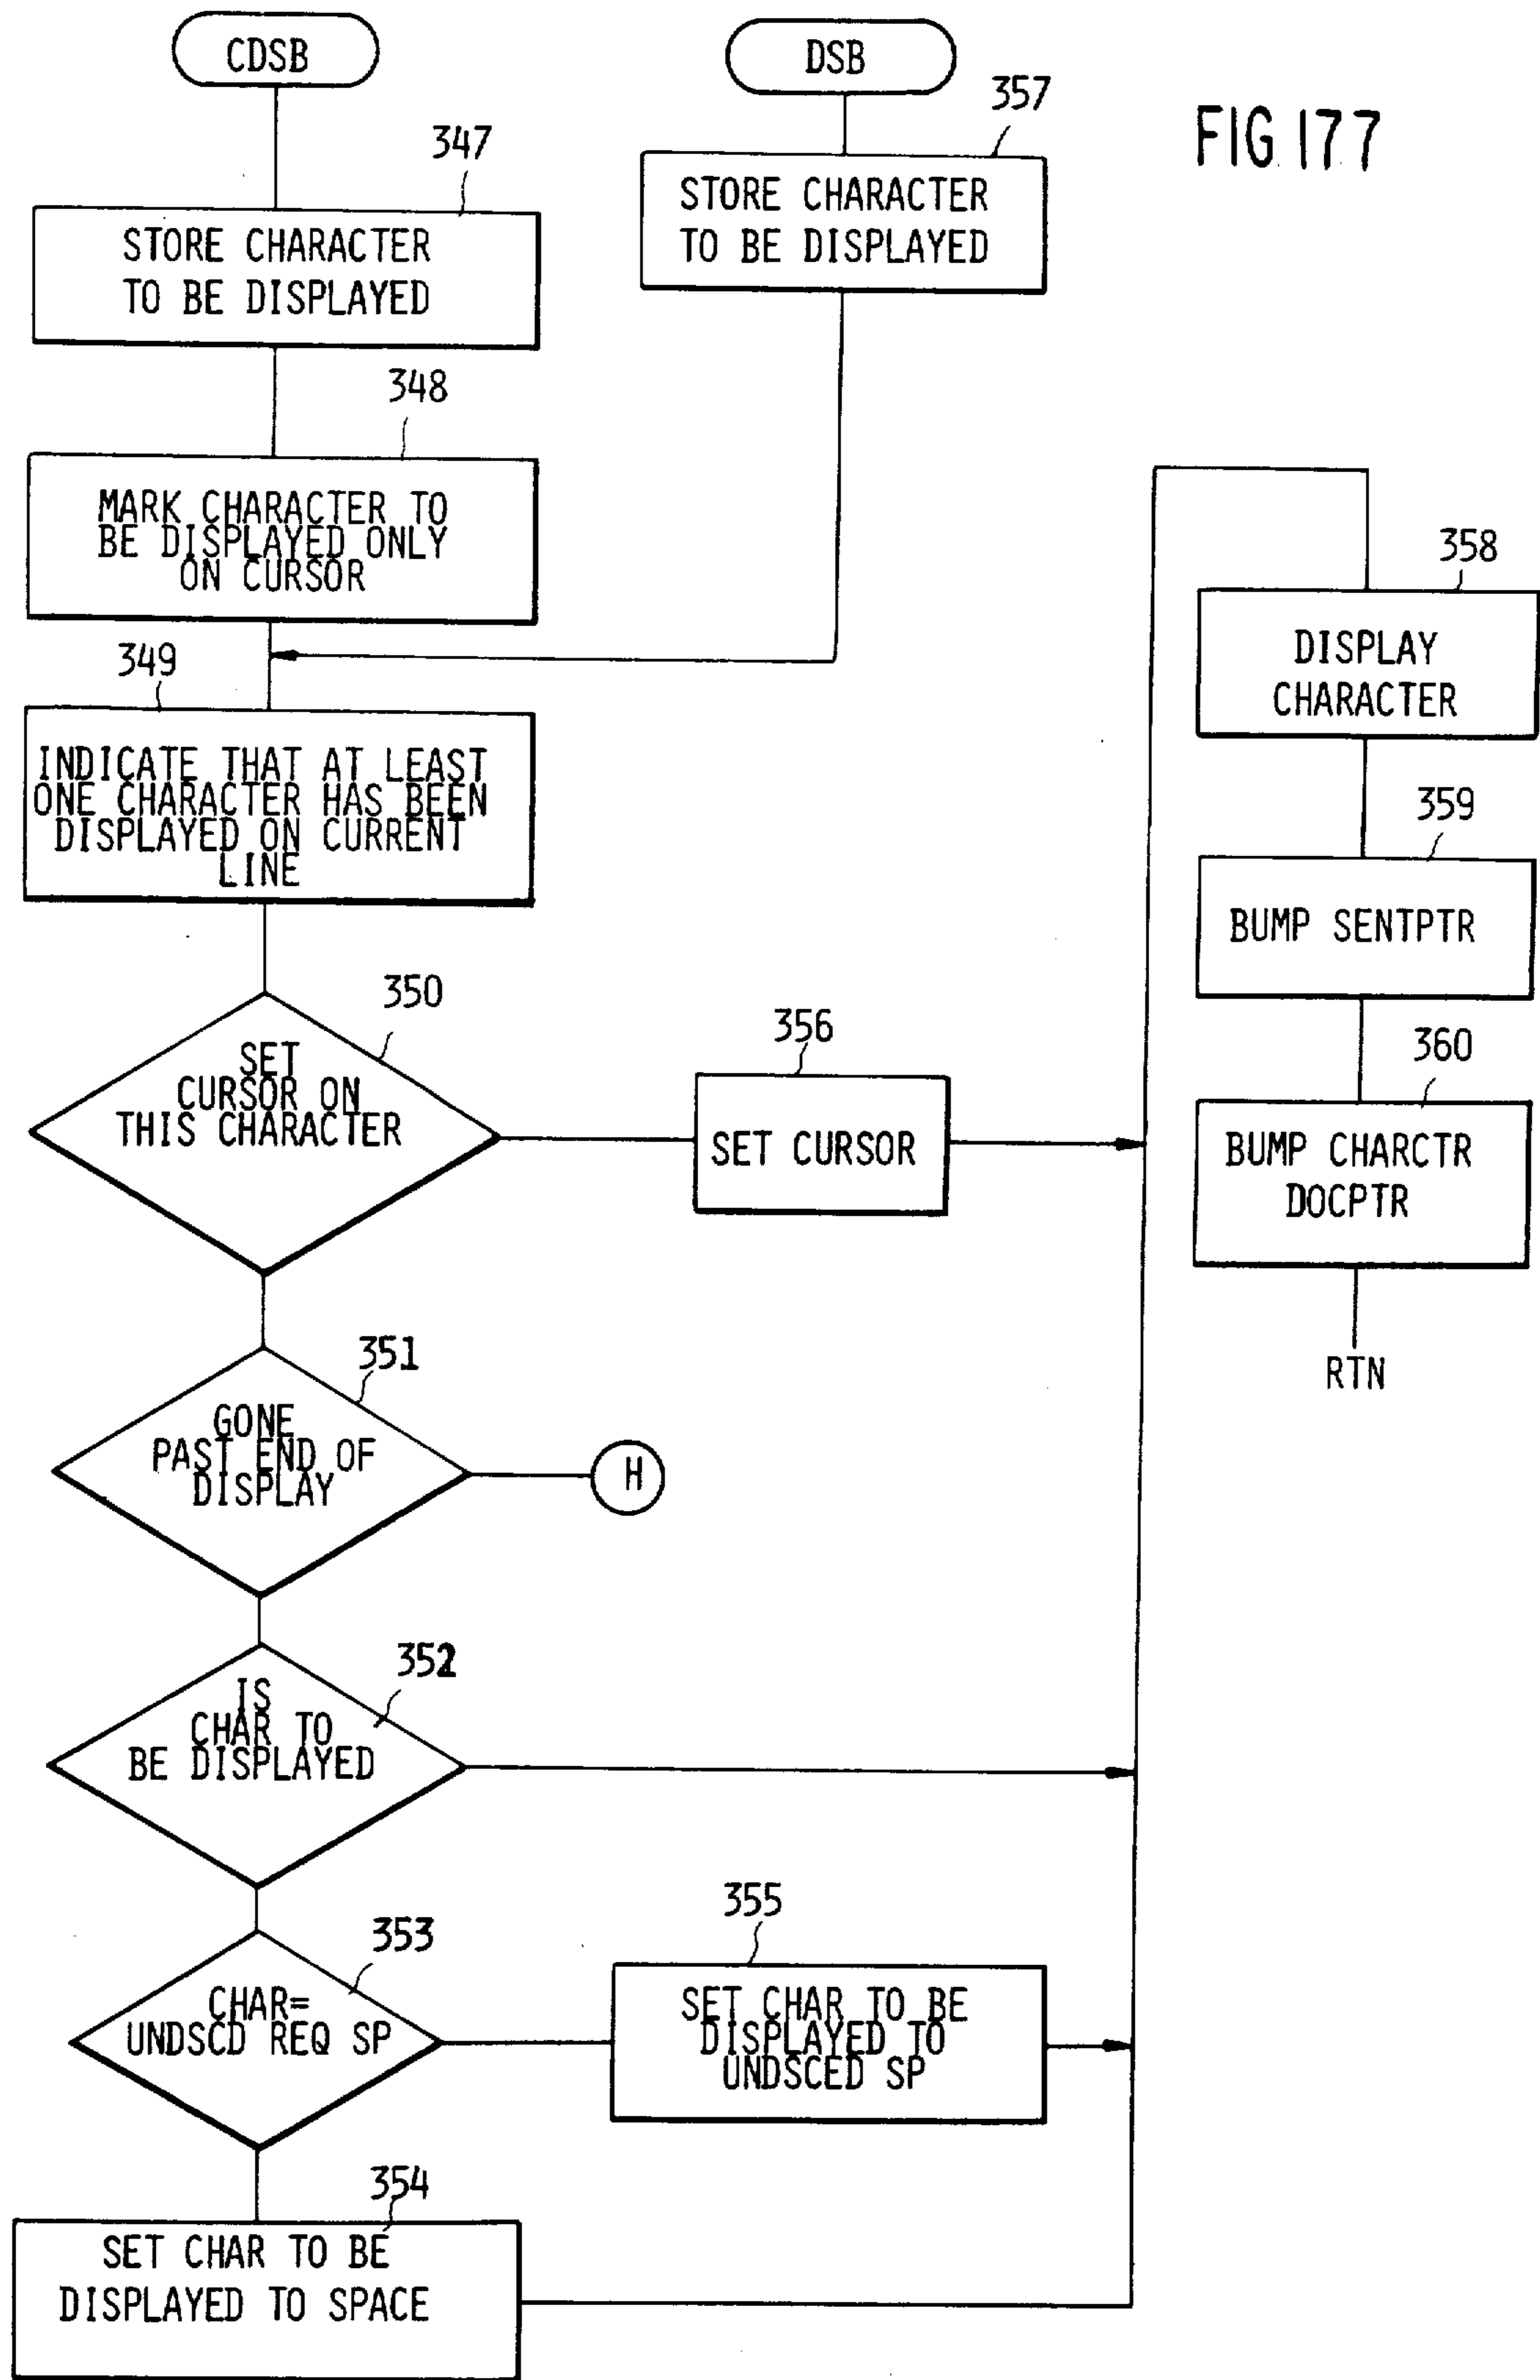 CDSB
DSB
FIG 177
347
STORE CHARACTER
TO BE DISPLAYED
357
STORE CHARACTER
TO BE DISPLAYED
348
MARK CHARACTER TO
BE DISPLAYED ONLY
ON CURSOR
349
INDICATE THAT AT LEAST
ONE CHARACTER HAS BEEN
DISPLAYED ON CURRENT
LINE
350
SET
CURSOR ON
THIS CHARACTER
356
SET CURSOR
351
GONE
PAST END OF
DISPLAY
H
352
IS
CHAR TO
BE DISPLAYED
353
CHAR=
UNDSCD REQ SP
355
SET CHAR TO BE
DISPLAYED TO
UNDSCED SP
354
SET CHAR TO BE
DISPLAYED TO SPACE
358
DISPLAY
CHARACTER
359
BUMP SENTPTR
360
BUMP CHARCTR
DOCPTR
RTN